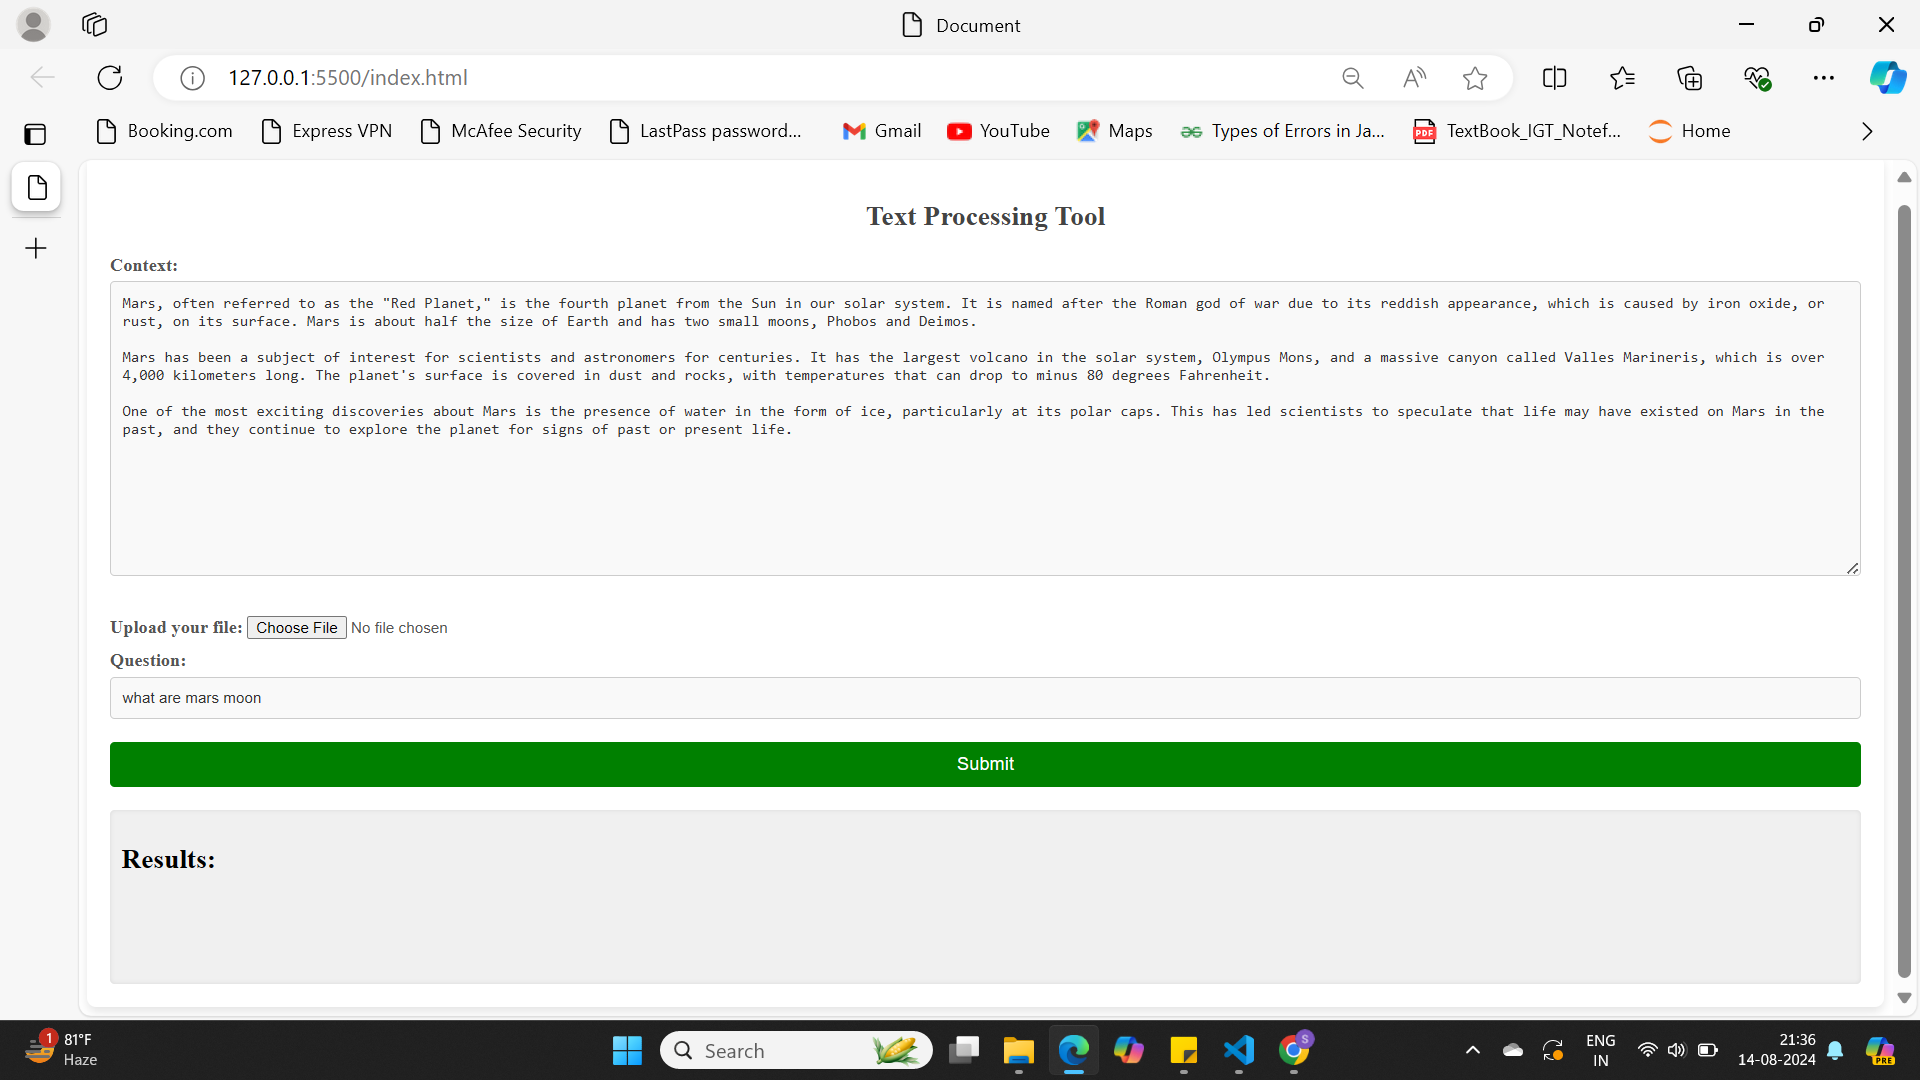 Document
127.0.0.1:5500/index.html
Booking.com Express VPN McAfee Security LastPass password... Gmail YouTube Maps Types of Errors in Ja... PDF TextBook_IGT_Notef... Home
Text Processing Tool
Context:
Mars, often referred to as the "Red Planet," is the fourth planet from the Sun in our solar system. It is named after the Roman god of war due to its reddish appearance, which is caused by iron oxide, or
rust, on its surface. Mars is about half the size of Earth and has two small moons, Phobos and Deimos.
Mars has been a subject of interest for scientists and astronomers for centuries. It has the largest volcano in the solar system, Olympus Mons, and a massive canyon called Valles Marineris, which is over
4,000 kilometers long. The planet's surface is covered in dust and rocks, with temperatures that can drop to minus 80 degrees Fahrenheit.
One of the most exciting discoveries about Mars is the presence of water in the form of ice, particularly at its polar caps. This has led scientists to speculate that life may have existed on Mars in the
past, and they continue to explore the planet for signs of past or present life.
Upload your file: Choose File No file chosen
Question:
what are mars moon
Submit
Results:
1 81°F
Haze
Search
S
ENG
IN
21:36
14-08-2024
PRE